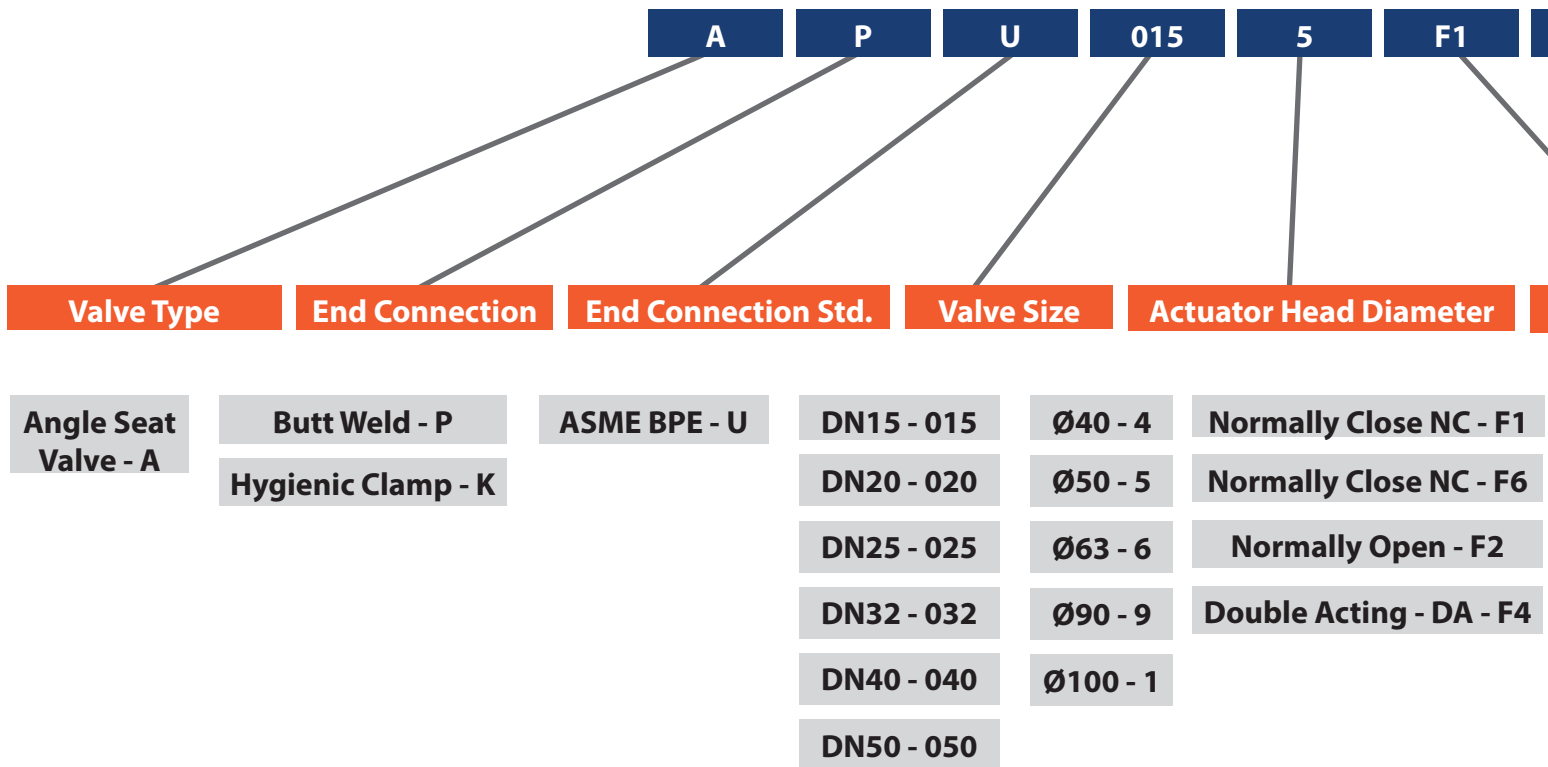 A P U 015 5 F1
Valve Type End Connection End Connection Std. Valve Size Actuator Head Diameter
Angle Seat
Valve - A
Butt Weld - P
Hygienic Clamp - K
ASME BPE - U
DN15 - 015
DN20 - 020
DN25 - 025
DN32 - 032
DN40 - 040
DN50 - 050
Ø40 - 4
Ø50 - 5
Ø63 - 6
Ø90 - 9
Ø100 - 1
Normally Close NC - F1
Normally Close NC - F6
Normally Open - F2
Double Acting - DA - F4